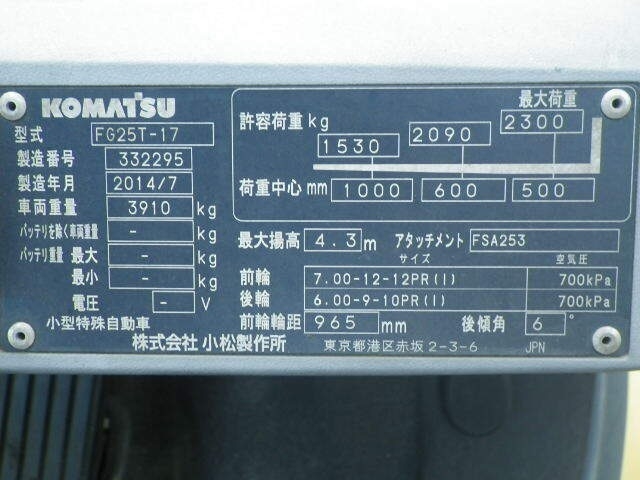 KOMATSU
型式 FG25T-17
製造番号 332295
製造年月 2014/7
車両重量 3910 kg
バッテリを除く車両重量 - kg
バッテリ重量 最大 - kg
最小 - kg
電圧 - V
小型特殊自動車
許容荷重 kg 最大荷重
1530 2090 2300
荷重中心 mm 1000 600 500
最大揚高 4.3 m アタッチメント FSA253
サイズ 空気圧
前輪 7.00-12-12PR(I) 700kPa
後輪 6.00-9-10PR(I) 700kPa
前輪輪距 965 mm 後傾角 6 °
株式会社 小松製作所 東京都港区赤坂 2-3-6 JPN